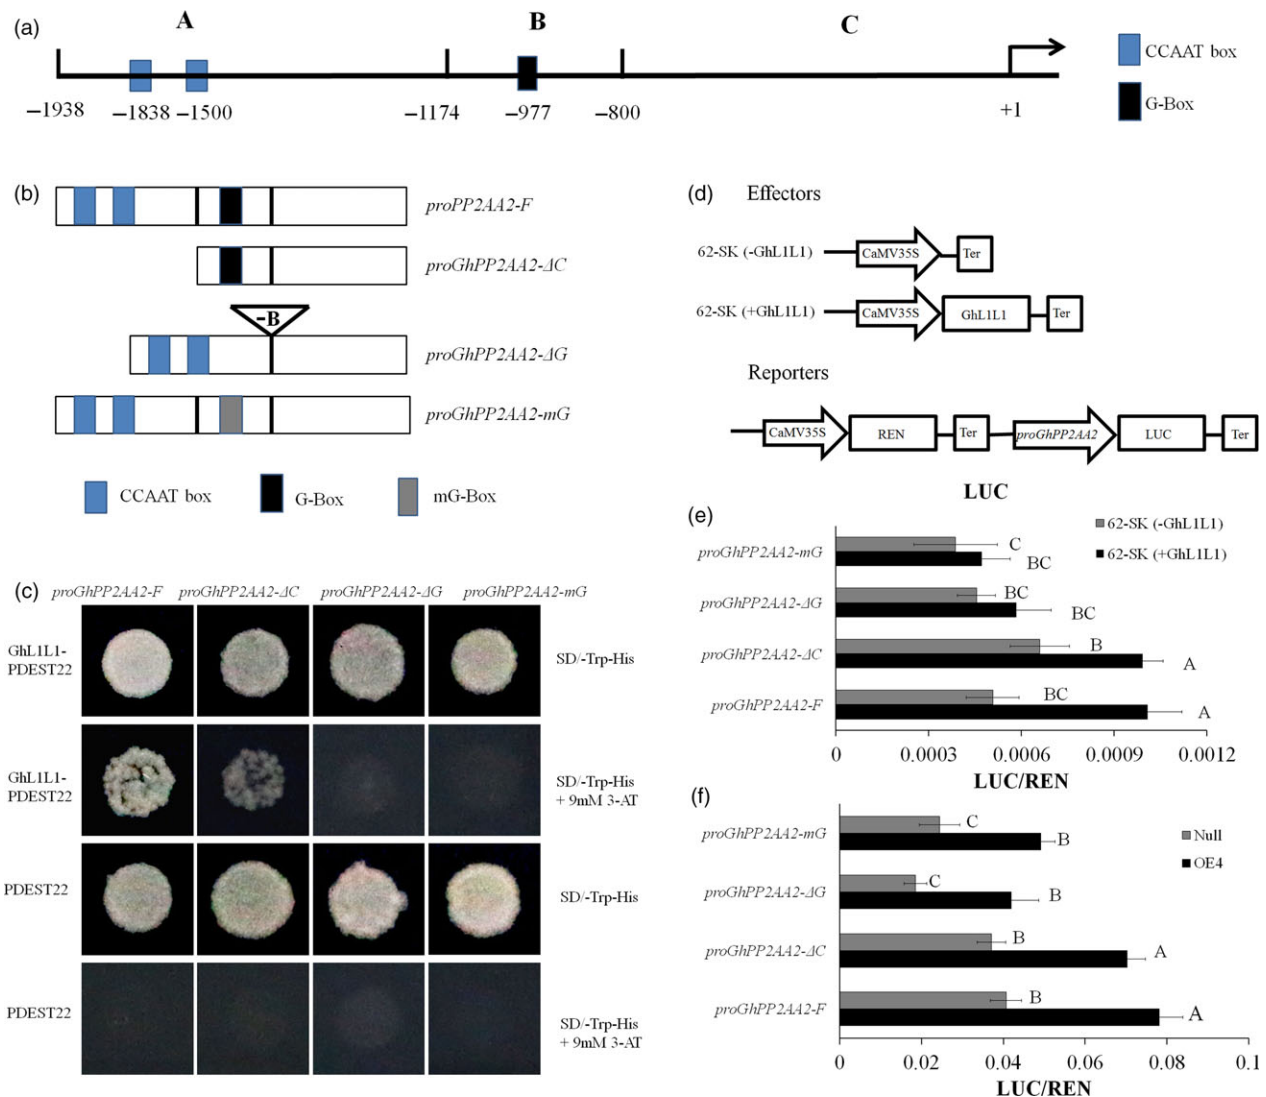 (a)
A
B
C
−1938
−1838
−1500
−1174
−977
−800
+1
CCAAT box
G-Box
(b)
proPP2AA2-F
proGhPP2AA2-ΔC
−B
proGhPP2AA2-ΔG
proGhPP2AA2-mG
CCAAT box
G-Box
mG-Box
(c)
proGhPP2AA2-F
proGhPP2AA2-ΔC
proGhPP2AA2-ΔG
proGhPP2AA2-mG
GhL1L1-
PDEST22
SD/-Trp-His
GhL1L1-
PDEST22
SD/-Trp-His
+ 9mM 3-AT
PDEST22
SD/-Trp-His
PDEST22
SD/-Trp-His
+ 9mM 3-AT
(d)
Effectors
62-SK (-GhL1L1)
CaMV35S
Ter
62-SK (+GhL1L1)
CaMV35S
GhL1L1
Ter
Reporters
CaMV35S
REN
Ter
proGhPP2AA2
LUC
Ter
LUC
(e)
62-SK (-GhL1L1)
62-SK (+GhL1L1)
proGhPP2AA2-mG
C
BC
proGhPP2AA2-ΔG
BC
BC
proGhPP2AA2-ΔC
B
A
proGhPP2AA2-F
BC
A
0
0.0003
0.0006
0.0009
0.0012
LUC/REN
(f)
Null
OE4
proGhPP2AA2-mG
C
B
proGhPP2AA2-ΔG
C
B
proGhPP2AA2-ΔC
B
A
proGhPP2AA2-F
B
A
0
0.02
0.04
0.06
0.08
0.1
LUC/REN